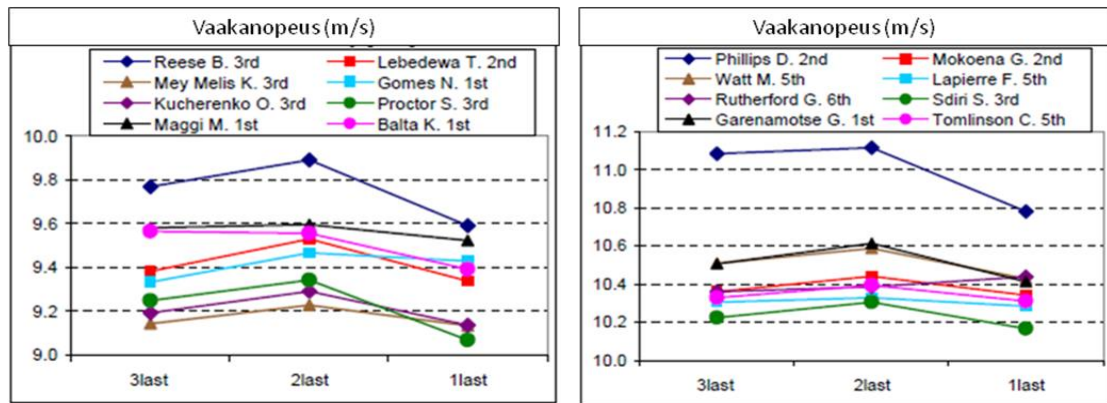 Vaakanopeus (m/s)
Reese B. 3rd
Lebedewa T. 2nd
Mey Melis K. 3rd
Gomes N. 1st
Kucherenko O. 3rd
Proctor S. 3rd
Maggi M. 1st
Balta K. 1st
10.0
9.8
9.6
9.4
9.2
9.0
3last
2last
1last
Vaakanopeus (m/s)
Phillips D. 2nd
Mokoena G. 2nd
Watt M. 5th
Lapierre F. 5th
Rutherford G. 6th
Sdiri S. 3rd
Garenamotse G. 1st
Tomlinson C. 5th
11.2
11.0
10.8
10.6
10.4
10.2
10.0
3last
2last
1last